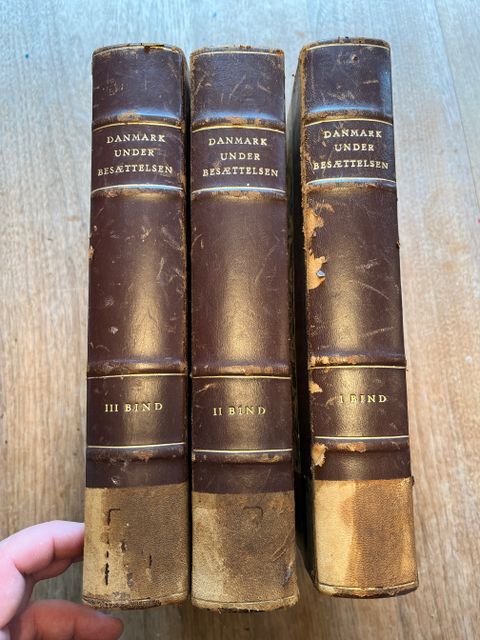 DANMARK
UNDER
BESÆTTELSEN
III BIND
DANMARK
UNDER
BESÆTTELSEN
II BIND
DANMARK
UNDER
BESÆTTELSEN
I BIND